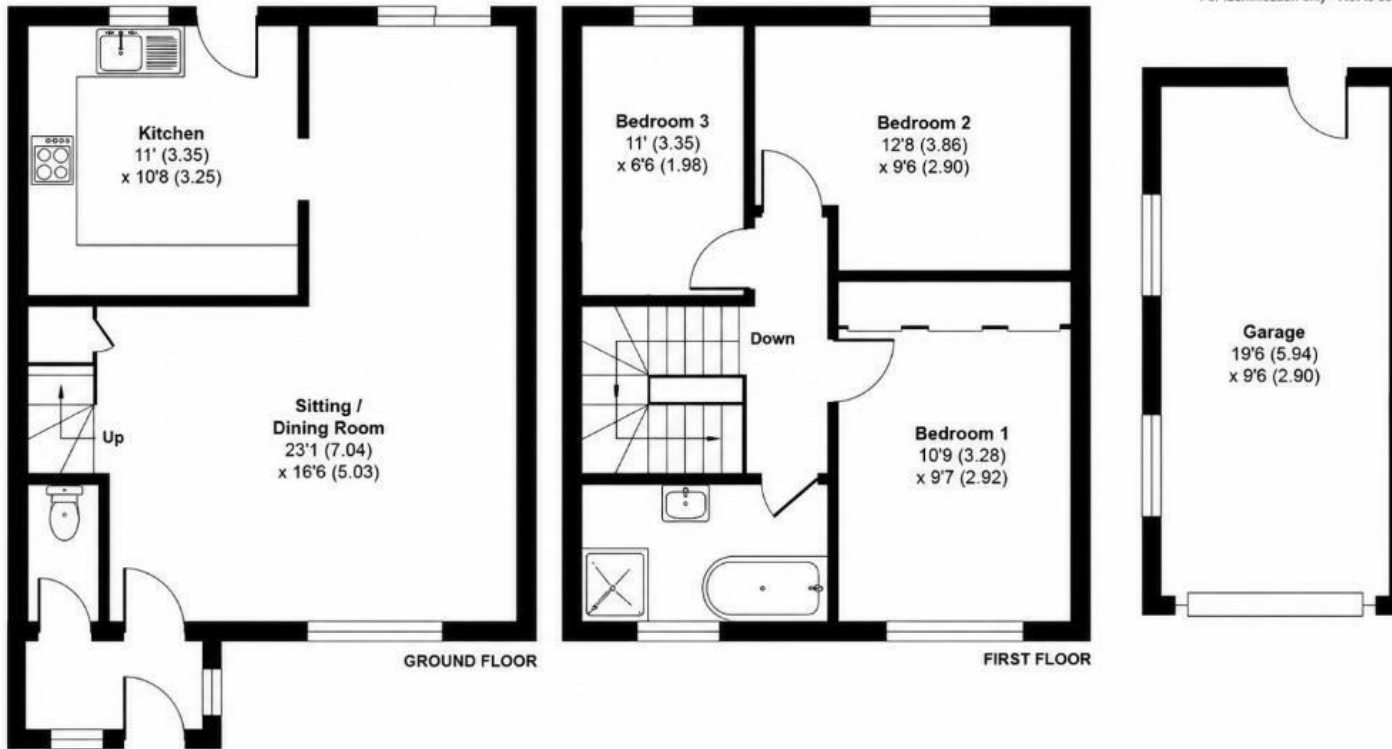 Kitchen
11' (3.35)
x 10'8 (3.25)
Sitting /
Dining Room
23'1 (7.04)
x 16'6 (5.03)
Up
GROUND FLOOR
Bedroom 3
11' (3.35)
x 6'6 (1.98)
Bedroom 2
12'8 (3.86)
x 9'6 (2.90)
Down
Bedroom 1
10'9 (3.28)
x 9'7 (2.92)
FIRST FLOOR
Garage
19'6 (5.94)
x 9'6 (2.90)